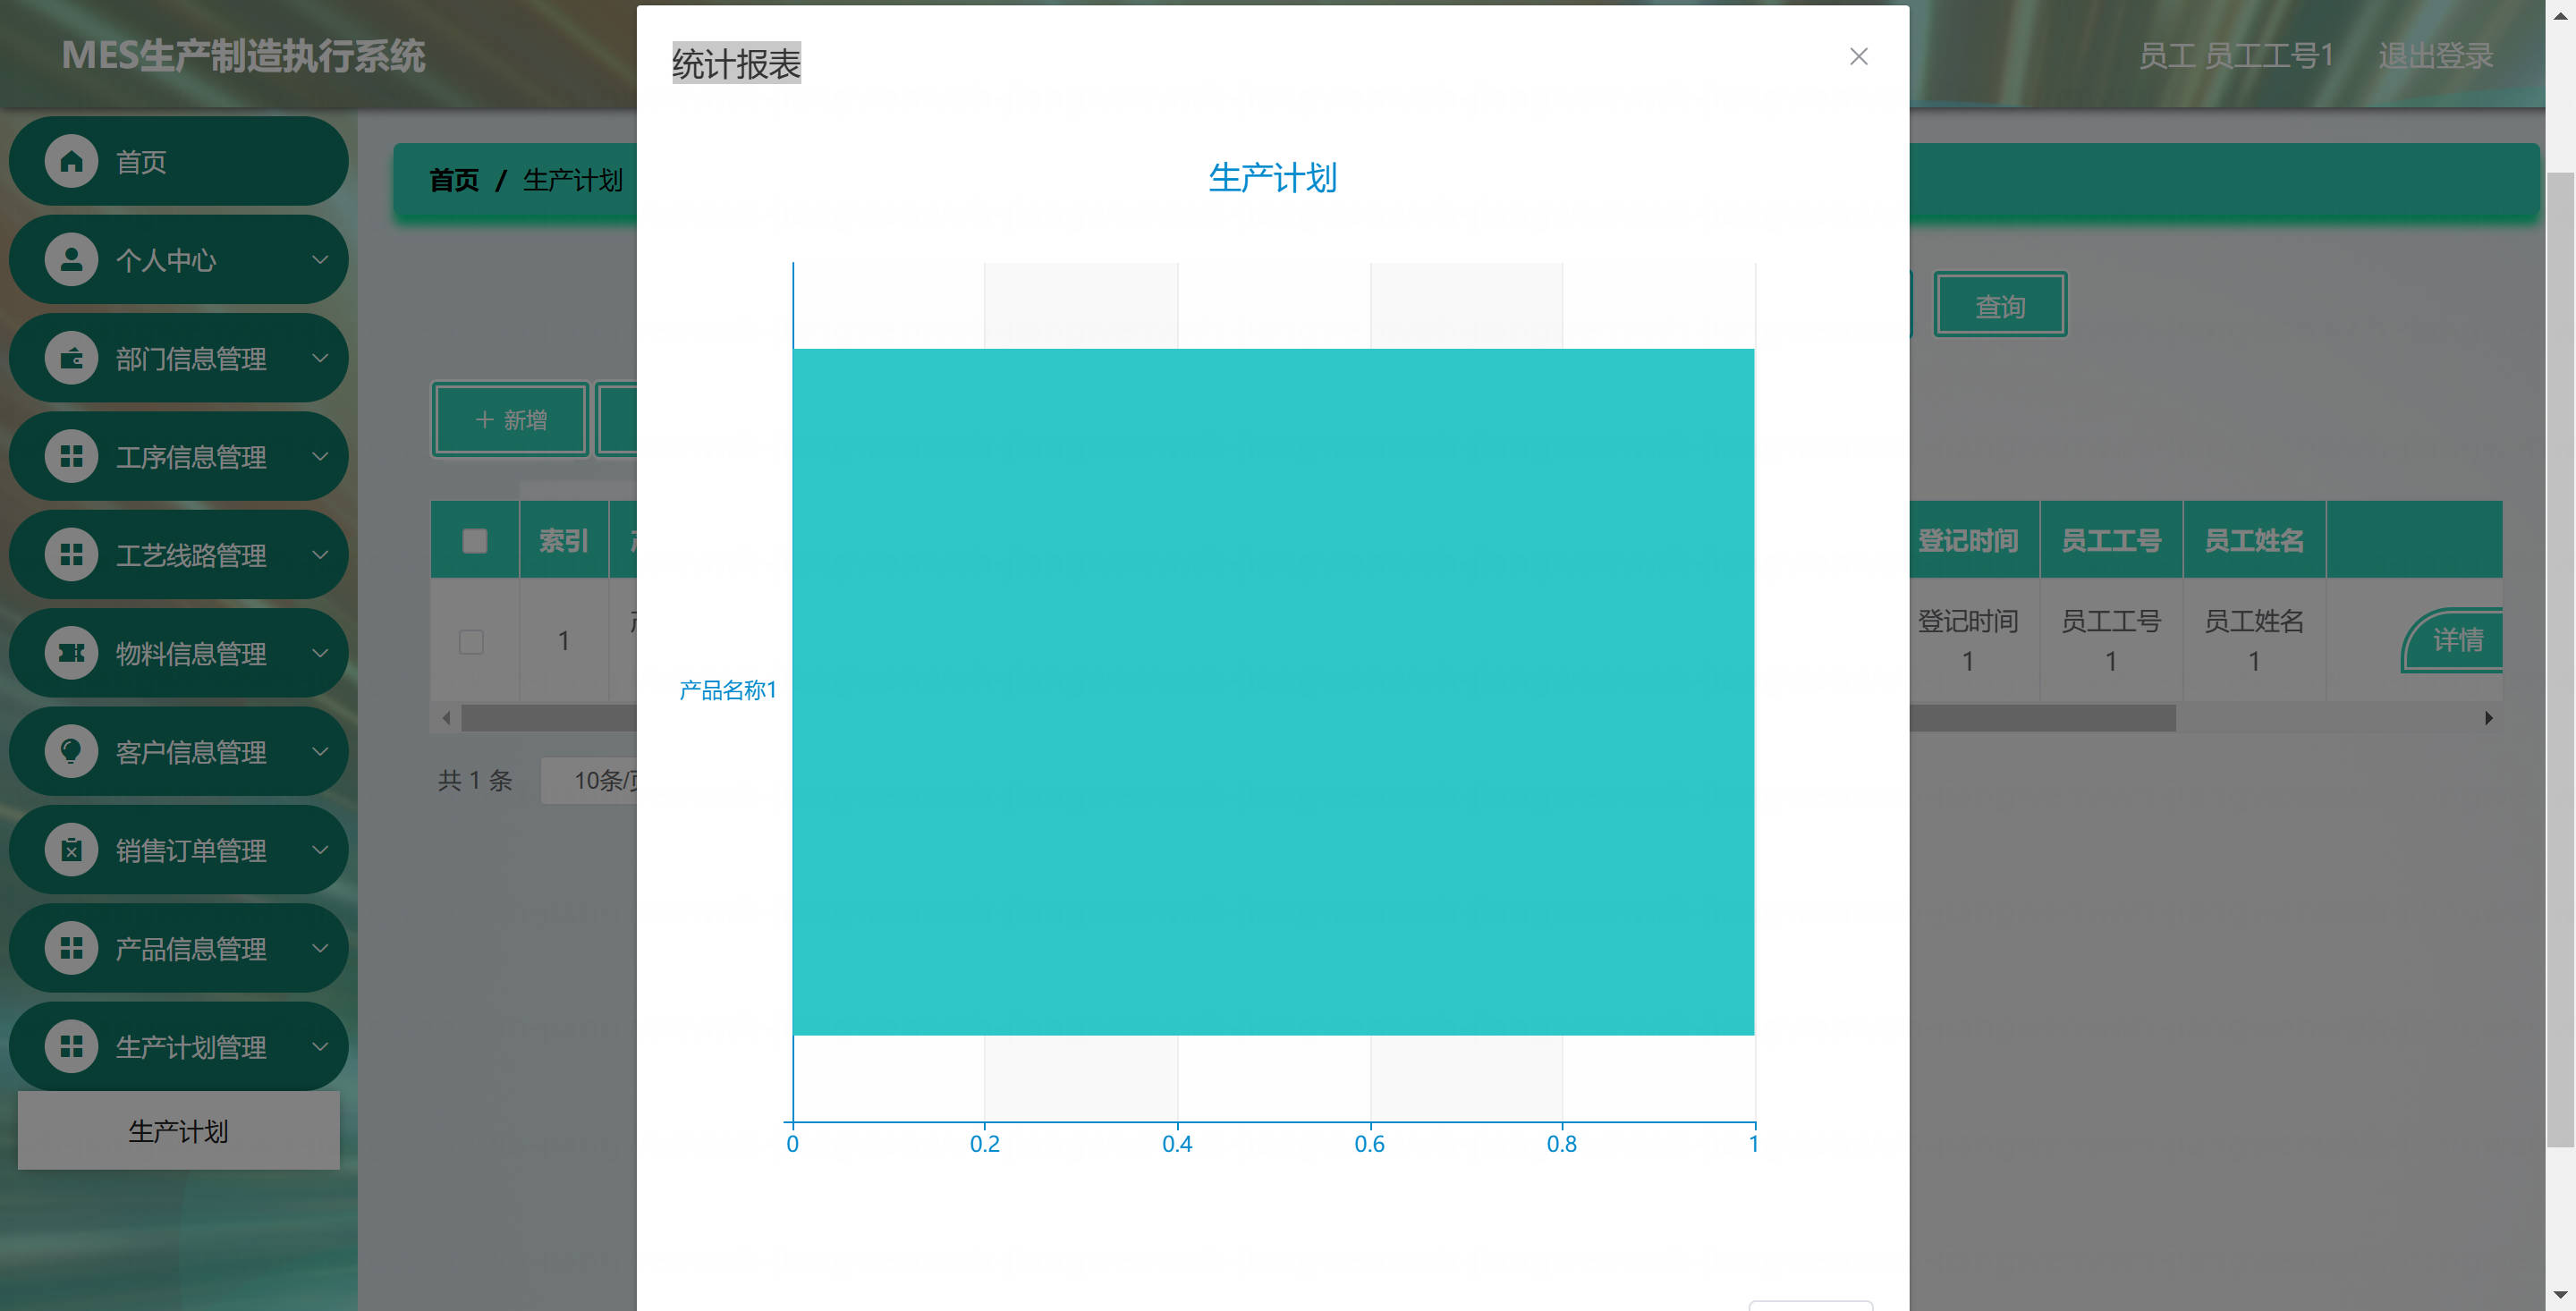 MES生产制造执行系统
员工 员工工号1 退出登录
首页
个人中心
部门信息管理
工序信息管理
工艺线路管理
物料信息管理
客户信息管理
销售订单管理
产品信息管理
生产计划管理
生产计划
首页 / 生产计划
查询
+ 新增
索引
登记时间 员工工号 员工姓名
1
登记时间1 员工工号1 员工姓名1 详情
共 1 条
10条/
统计报表
生产计划
产品名称1
0 0.2 0.4 0.6 0.8 1